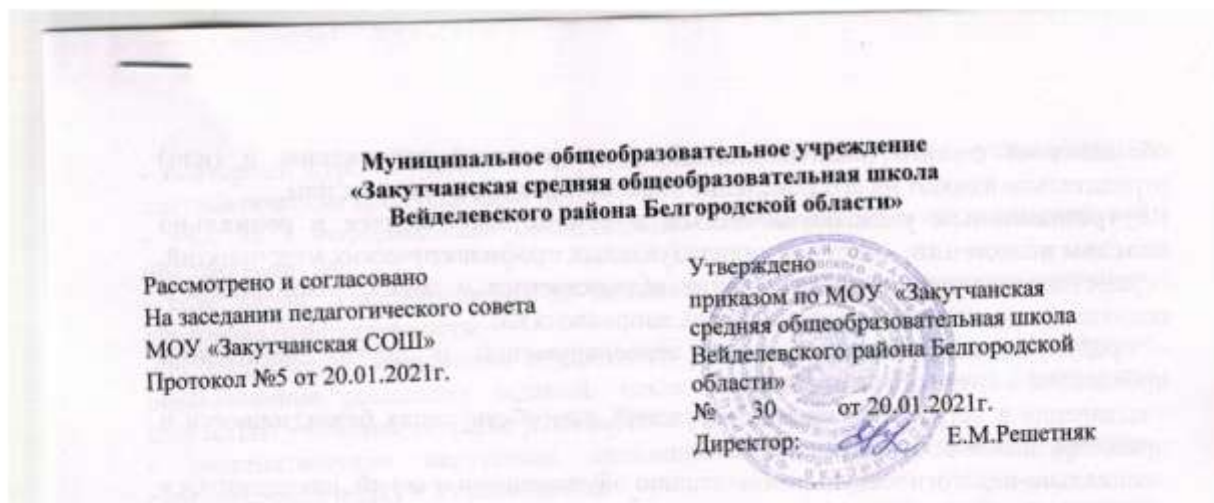 Муниципальное общеобразовательное учреждение
«Закутчанская средняя общеобразовательная школа
Вейделевского района Белгородской области»
Рассмотрено и согласовано
На заседании педагогического совета
МОУ «Закутчанская СОШ»
Протокол №5 от 20.01.2021г.
Утверждено
приказом по МОУ «Закутчанская
средняя общеобразовательная школа
Вейделевского района Белгородской
области»
№ 30 от 20.01.2021г.
Директор: Е.М.Решетняк